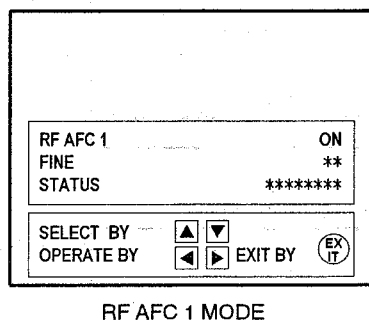 RF AFC 1 ON
FINE **
STATUS ********
SELECT BY ▲ ▼
OPERATE BY ◀ ▶ EXIT BY EXIT
RF AFC 1 MODE